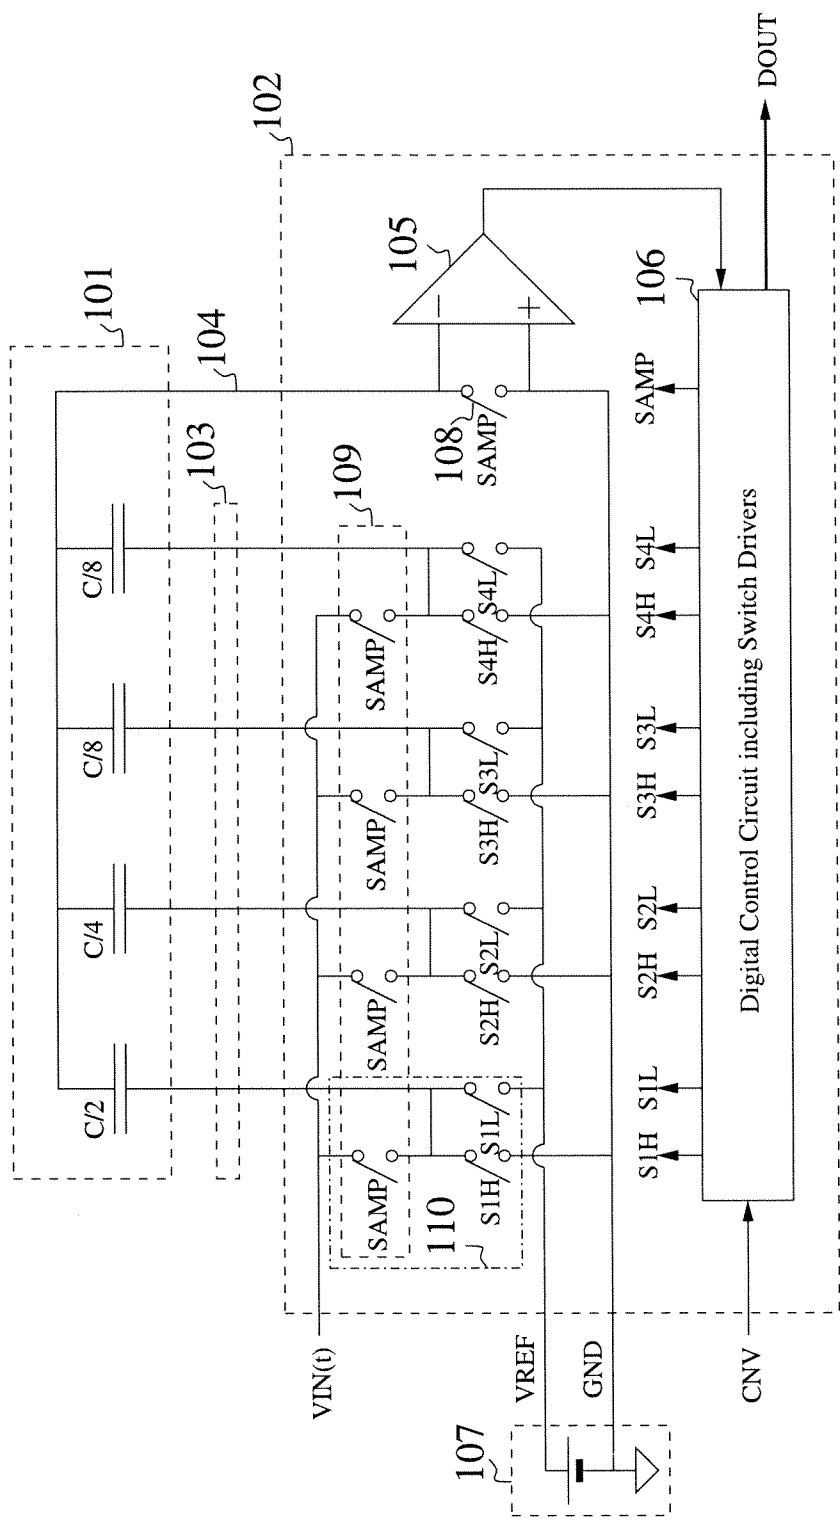 101
C/2
C/4
C/8
C/8
103
104
102
VIN(t)
109
SAMP
SAMP
SAMP
SAMP
110
S1H
S1L
S2H
S2L
S3H
S3L
S4H
S4L
108
SAMP
105
−
+
107
VREF
GND
S1H
S1L
S2H
S2L
S3H
S3L
S4H
S4L
SAMP
106
CNV
Digital Control Circuit including Switch Drivers
DOUT